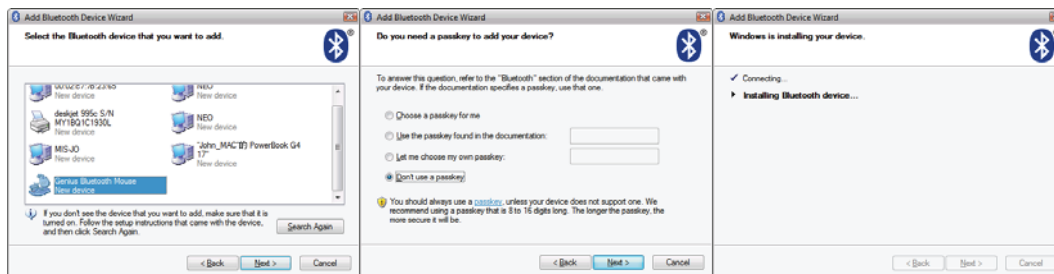 Add Bluetooth Device Wizard
Select the Bluetooth device that you want to add.
New device
NEO
New device
deskjet 995c S/N
MY1BQ1C1930L
New device
NEO
New device
MIS-JO
New device
"John_MAC"的 PowerBook G4
17"
New device
Genius Bluetooth Mouse
New device
If you don't see the device that you want to add, make sure that it is
turned on. Follow the setup instructions that came with the device,
and then click Search Again.
Search Again
< Back
Next >
Cancel
Add Bluetooth Device Wizard
Do you need a passkey to add your device?
To answer this question, refer to the "Bluetooth" section of the documentation that came with
your device. If the documentation specifies a passkey, use that one.
Choose a passkey for me
Use the passkey found in the documentation:
Let me choose my own passkey:
Don't use a passkey
You should always use a passkey, unless your device does not support one. We
recommend using a passkey that is 8 to 16 digits long. The longer the passkey, the
more secure it will be.
< Back
Next >
Cancel
Add Bluetooth Device Wizard
Windows is installing your device.
Connecting...
Installing Bluetooth device...
< Back
Next >
Cancel